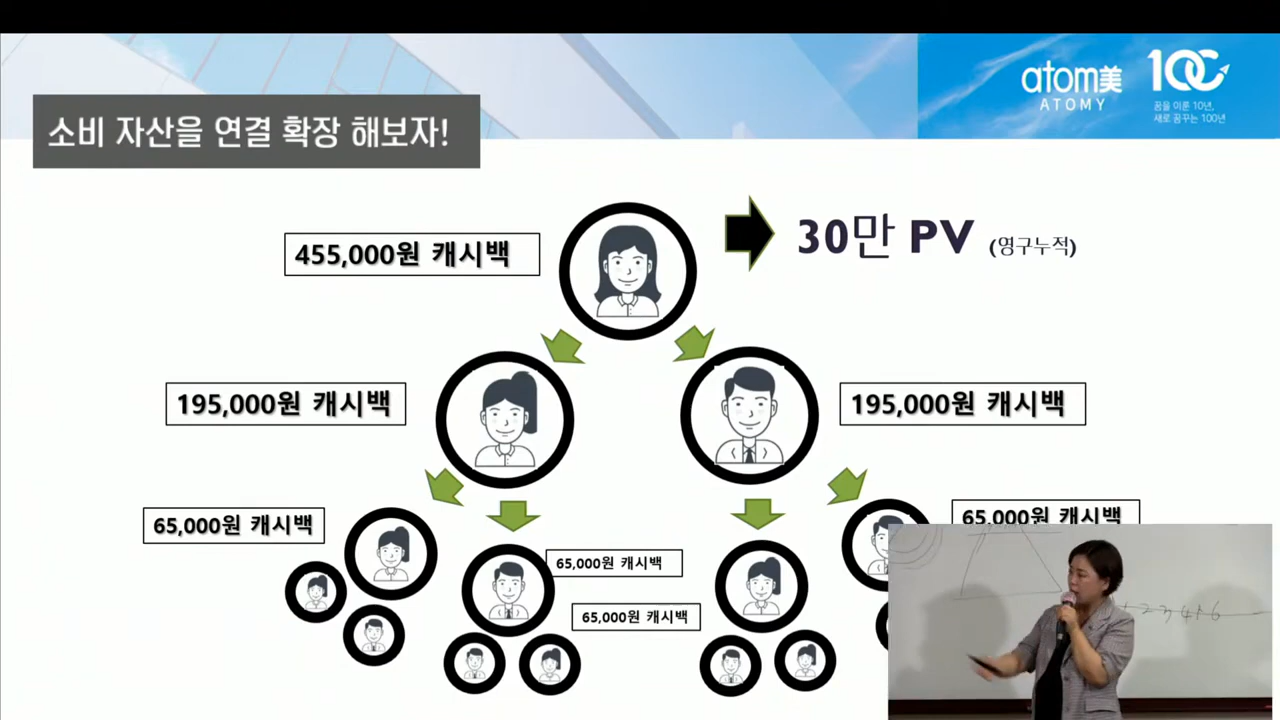 atom美
ATOMY
100
꿈을 이룬 10년,
새로 꿈꾸는 100년
소비 자산을 연결 확장 해보자!
455,000원 캐시백
30만 PV (영구누적)
195,000원 캐시백
195,000원 캐시백
65,000원 캐시백
65,000원 캐시백
65,000원 캐시백
65,000원 캐시백